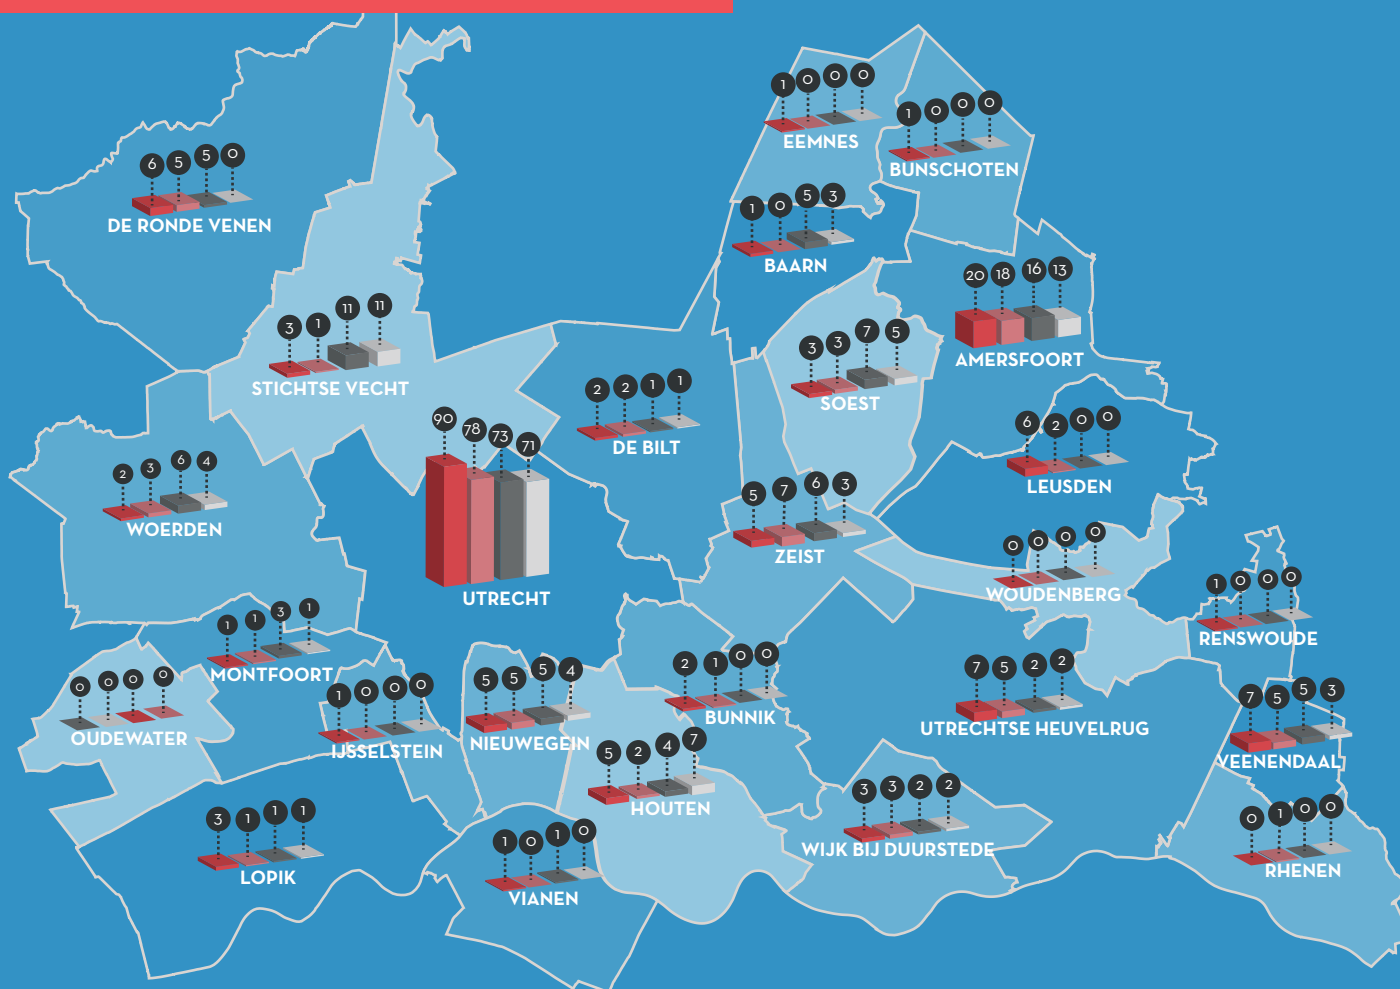 1 0 0 0
EEMNES
1 0 0 0
BUNSCHOTEN
6 5 5 0
DE RONDE VENEN
1 0 5 3
BAARN
20 18 16 13
AMERSFOORT
3 1 11 11
STICHTSE VECHT
3 3 7 5
SOEST
2 2 1 1
DE BILT
90 78 73 71
UTRECHT
6 2 0 0
LEUSDEN
2 3 6 4
WOERDEN
5 7 6 3
ZEIST
0 0 0 0
WOUDENBERG
1 0 0 0
RENSWOUDE
1 1 3 1
MONTFOORT
0 0 0 0
OUDEWATER
1 0 0 0
IJSSELSTEIN
5 5 5 4
NIEUWEGEIN
2 1 0 0
BUNNIK
7 5 2 2
UTRECHTSE HEUVELRUG
7 5 5 3
VEENENDAAL
5 2 4 7
HOUTEN
3 3 2 2
WIJK BIJ DUURSTEDE
3 1 1 1
LOPIK
1 0 1 0
VIANEN
0 1 0 0
RHENEN